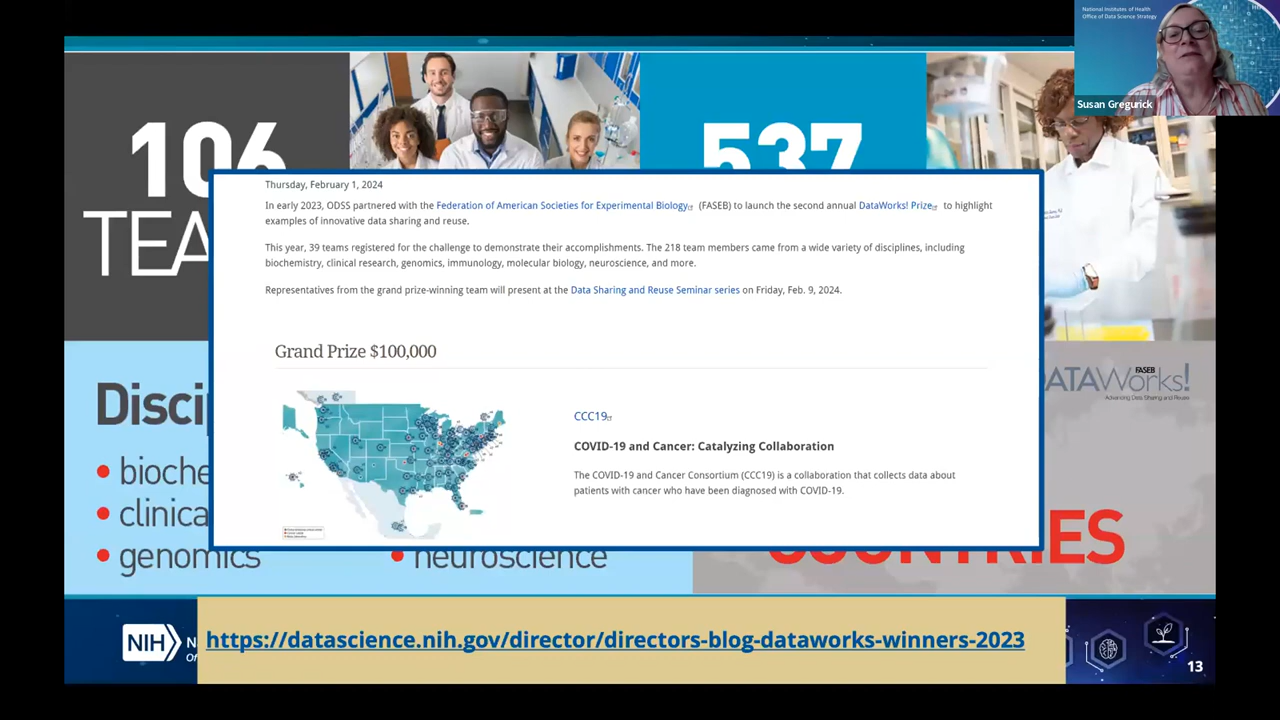 National Institutes of Health
Office of Data Science Strategy
Susan Gregurick
106
TEA
537
Thursday, February 1, 2024
In early 2023, ODSS partnered with the Federation of American Societies for Experimental Biology (FASEB) to launch the second annual DataWorks! Prize to highlight
examples of innovative data sharing and reuse.
This year, 39 teams registered for the challenge to demonstrate their accomplishments. The 218 team members came from a wide variety of disciplines, including
biochemistry, clinical research, genomics, immunology, molecular biology, neuroscience, and more.
Representatives from the grand prize-winning team will present at the Data Sharing and Reuse Seminar series on Friday, Feb. 9, 2024.
Grand Prize $100,000
CCC19
COVID-19 and Cancer: Catalyzing Collaboration
The COVID-19 and Cancer Consortium (CCC19) is a collaboration that collects data about
patients with cancer who have been diagnosed with COVID-19.
FASEB
DATAWorks!
Advancing Data Sharing and Reuse
Discip
• bioche
• clinica
• genomics
• neuroscience
COUNTRIES
NIH
https://datascience.nih.gov/director/directors-blog-dataworks-winners-2023
13